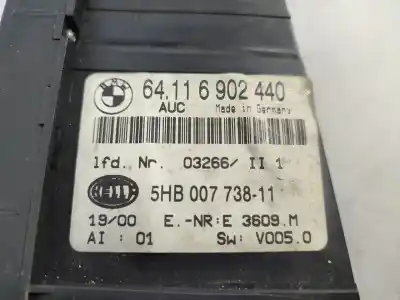 BMW
64.11 6 902 440
AUC Made in Germany
lfd. Nr. 03266/ II 1
HELLA 5HB 007 738-11
19/00 E.-NR:E 3609.M
AI : 01 SW: V005.0